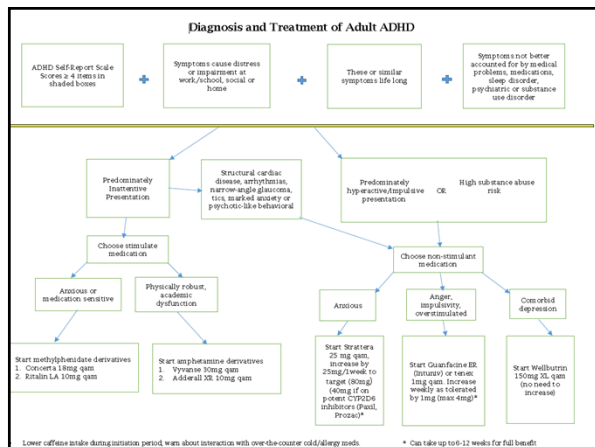 Diagnosis and Treatment of Adult ADHD
ADHD Self-Report Scale
Scores ≥ 4 items in
shaded boxes
Symptoms cause distress
or impairment at
work/school, social or
home
These or similar
symptoms life long
Symptoms not better
accounted for by medical
problems, medications,
sleep disorder,
psychiatric or substance
use disorder
Predominately
Inattentive
Presentation
Structural cardiac
disease, arrhythmias,
narrow-angle glaucoma,
tics, marked anxiety or
psychotic-like behavioral
Predominately
hyperactive/impulsive
presentation
OR
High substance abuse
risk
Choose stimulate
medication
Choose non-stimulant
medication
Anxious or
medication sensitive
Physically robust,
academic
dysfunction
Anxious
Anger,
impulsivity,
overstimulated
Comorbid
depression
Start methylphenidate derivatives
1. Concerta 18mg qam
2. Ritalin LA 10mg qam
Start amphetamine derivatives
1. Vyvanse 30mg qam
2. Adderall XR 10mg qam
Start Strattera
25 mg qam,
increase by
25mg/1week to
target (80mg)
(40mg if on
potent CYP2D6
inhibitors (Paxil,
Prozac)*
Start Guanfacine ER
(Intuniv) or tenex
1mg qam. Increase
weekly as tolerated
by 1mg (max 4mg)*
Start Wellbutrin
150mg XL qam
(no need to
increase)
Lower caffeine intake during initiation period; warn about interaction with over-the-counter cold/allergy meds
* Can take up to 6-12 weeks for full benefit